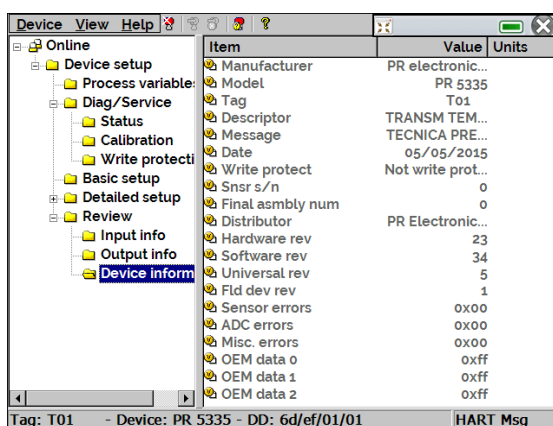 Device View Help
Online
Device setup
Process variable
Diag/Service
Status
Calibration
Write protecti
Basic setup
Detailed setup
Review
Input info
Output info
Device inform
Item Value Units
Manufacturer PR electronic...
Model PR 5335
Tag T01
Descriptor TRANSM TEM...
Message TECNICA PRE...
Date 05/05/2015
Write protect Not write prot...
Snsr s/n 0
Final asmbly num 0
Distributor PR Electronic...
Hardware rev 23
Software rev 34
Universal rev 5
Fld dev rev 1
Sensor errors 0x00
ADC errors 0x00
Misc. errors 0x00
OEM data 0 0xff
OEM data 1 0xff
OEM data 2 0xff
Tag: T01 - Device: PR 5335 - DD: 6d/ef/01/01 HART Msg